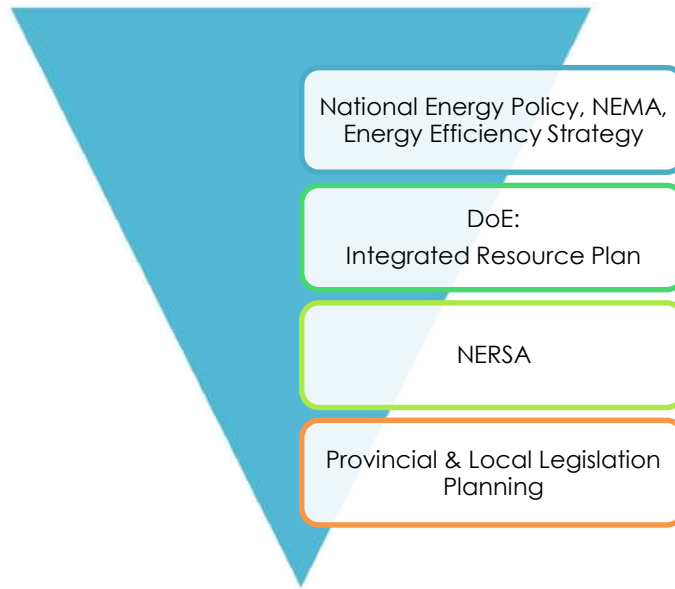 National Energy Policy, NEMA,
Energy Efficiency Strategy
DoE:
Integrated Resource Plan
NERSA
Provincial & Local Legislation
Planning